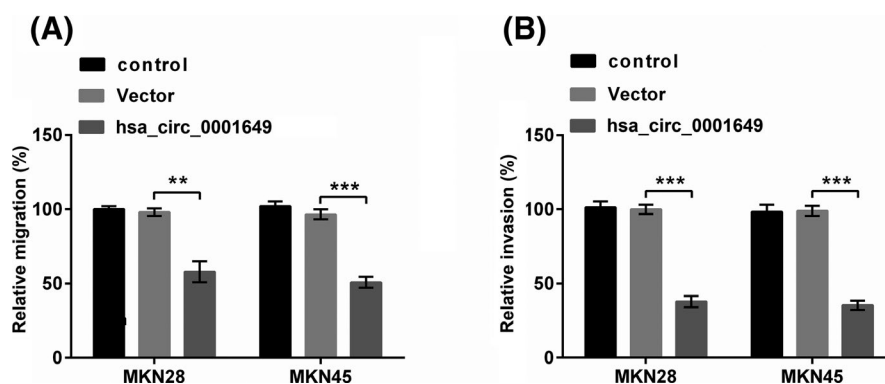 (A)
control
Vector
hsa_circ_0001649
Relative migration (%)
150
100
50
0
**
***
MKN28
MKN45
(B)
control
Vector
hsa_circ_0001649
Relative invasion (%)
150
100
50
0
***
***
MKN28
MKN45